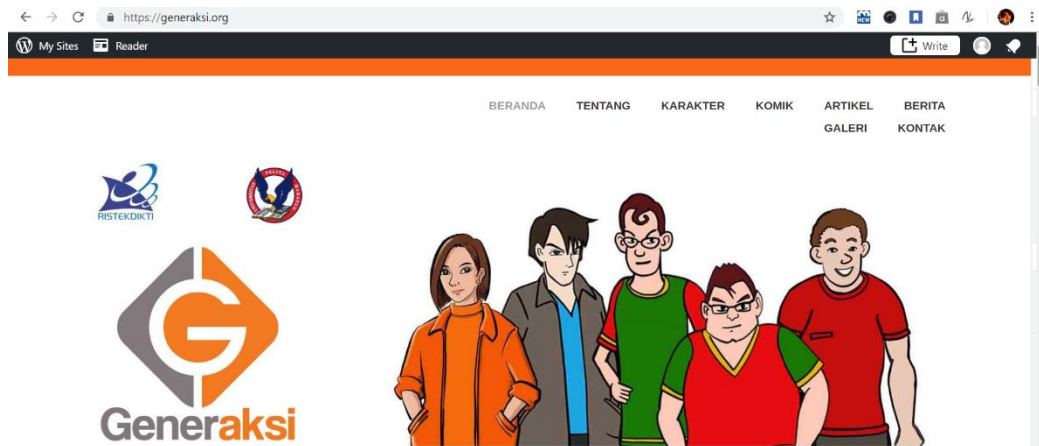 https://generaksi.org
My Sites Reader Write
BERANDA TENTANG KARAKTER KOMIK ARTIKEL BERITA
GALERI KONTAK
RISTEKDIKTI
Generaksi